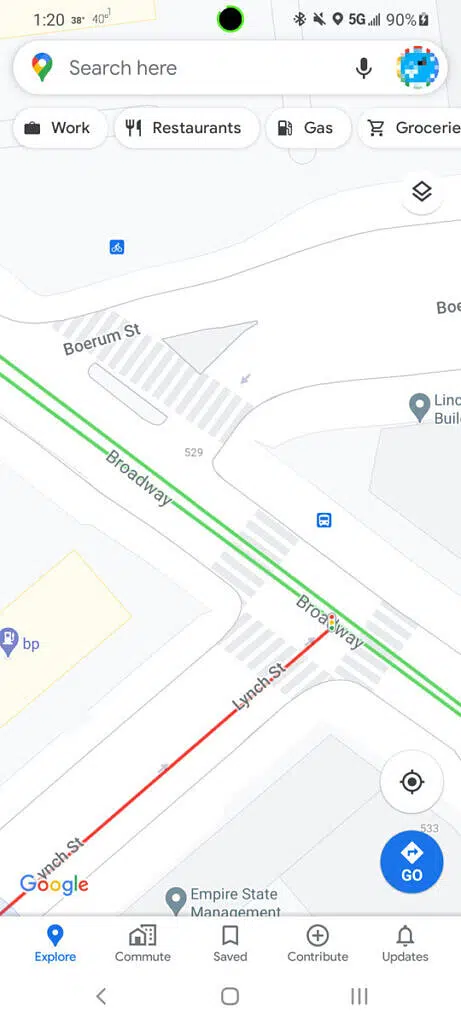 1:20 38° 40° 5G 90%
Search here
Work Restaurants Gas Grocerie
Boe
Boerum St
Linc
Buil
529
Broadway
Broadway
bp
Lynch St
533
GO
ynch St
Google
Empire State
Management
Explore Commute Saved Contribute Updates